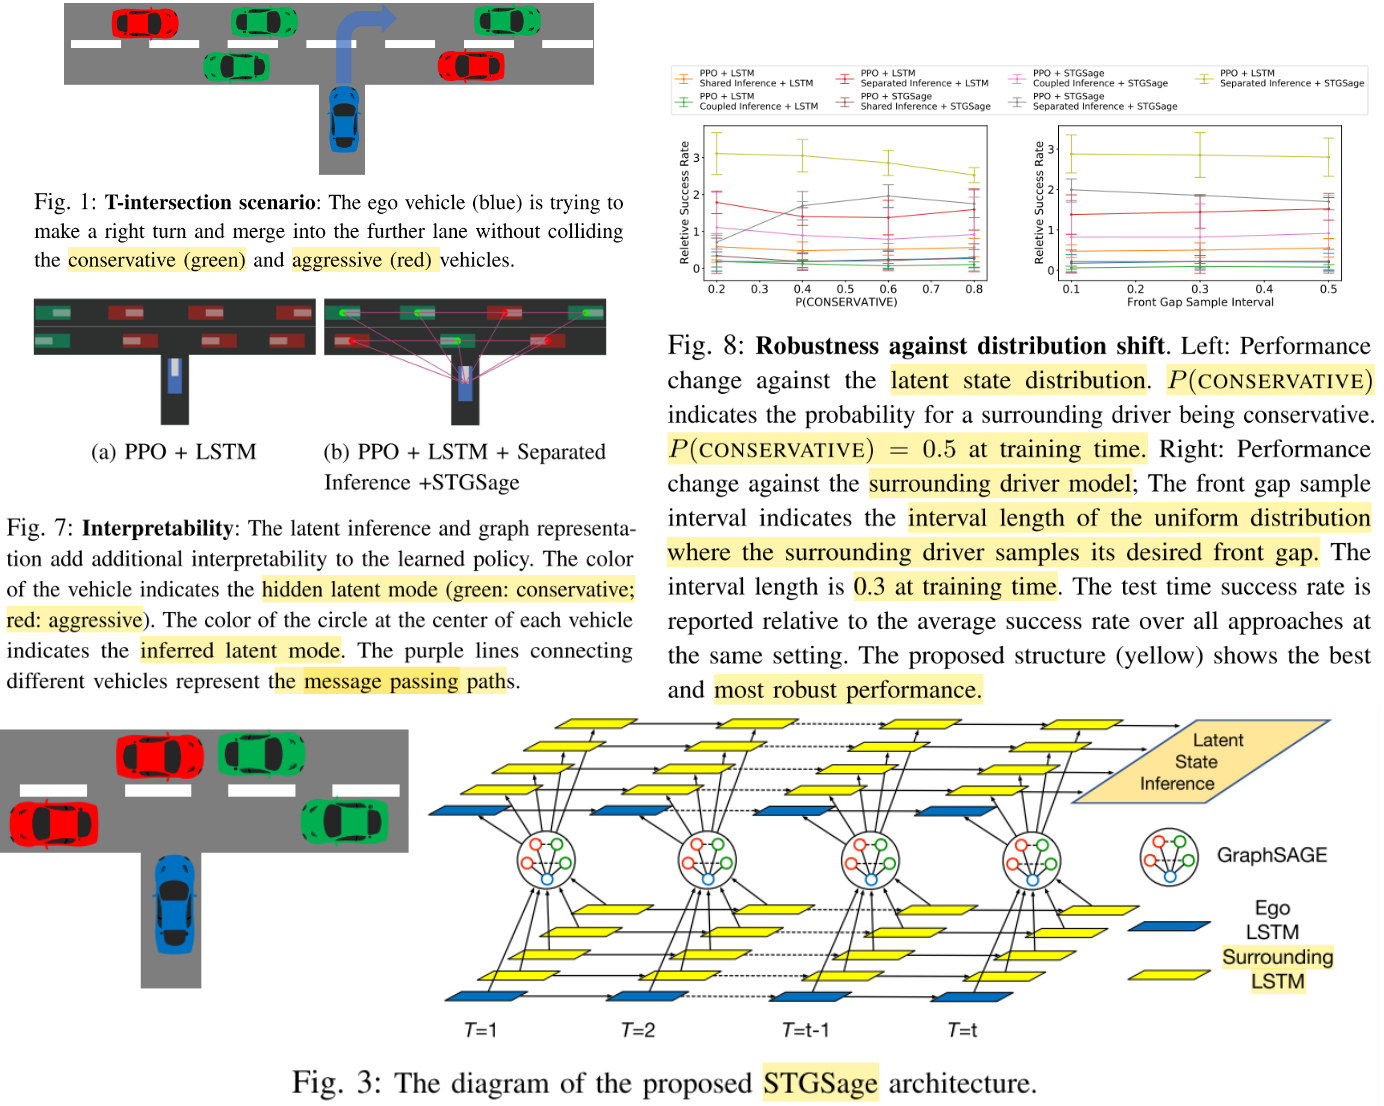 Fig. 1: T-intersection scenario: The ego vehicle (blue) is trying to
make a right turn and merge into the further lane without colliding
the conservative (green) and aggressive (red) vehicles.
(a) PPO + LSTM
(b) PPO + LSTM + Separated
Inference +STGSage
Fig. 7: Interpretability: The latent inference and graph representa-
tion add additional interpretability to the learned policy. The color
of the vehicle indicates the hidden latent mode (green: conservative;
red: aggressive). The color of the circle at the center of each vehicle
indicates the inferred latent mode. The purple lines connecting
different vehicles represent the message passing paths.
PPO + LSTM
Shared Inference + LSTM
PPO + LSTM
Coupled Inference + LSTM
PPO + LSTM
Separated Inference + LSTM
PPO + STGSage
Shared Inference + STGSage
PPO + STGSage
Coupled Inference + STGSage
PPO + STGSage
Separated Inference + STGSage
PPO + LSTM
Separated Inference + STGSage
Reletive Success Rate
3
2
1
0
0.2 0.3 0.4 0.5 0.6 0.7 0.8
P(CONSERVATIVE)
Reletive Success Rate
3
2
1
0
0.1 0.2 0.3 0.4 0.5
Front Gap Sample Interval
Fig. 8: Robustness against distribution shift. Left: Performance
change against the latent state distribution. P(CONSERVATIVE)
indicates the probability for a surrounding driver being conservative.
P(CONSERVATIVE) = 0.5 at training time. Right: Performance
change against the surrounding driver model; The front gap sample
interval indicates the interval length of the uniform distribution
where the surrounding driver samples its desired front gap. The
interval length is 0.3 at training time. The test time success rate is
reported relative to the average success rate over all approaches at
the same setting. The proposed structure (yellow) shows the best
and most robust performance.
Latent
State
Inference
GraphSAGE
Ego
LSTM
Surrounding
LSTM
T=1 T=2 T=t-1 T=t
Fig. 3: The diagram of the proposed STGSage architecture.